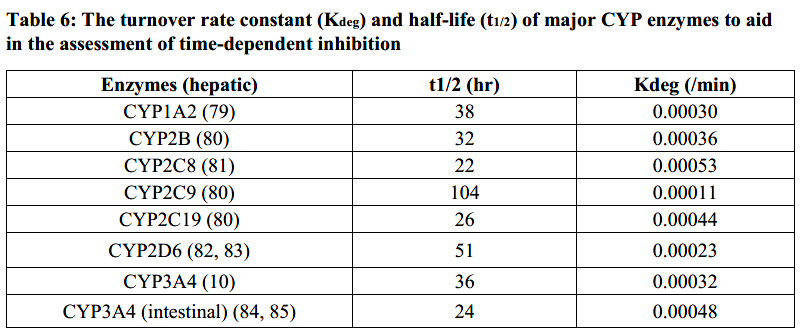 Table 6: The turnover rate constant (Kdeg) and half-life (t1/2) of major CYP enzymes to aid
in the assessment of time-dependent inhibition
Enzymes (hepatic) t1/2 (hr) Kdeg (/min)
CYP1A2 (79) 38 0.00030
CYP2B (80) 32 0.00036
CYP2C8 (81) 22 0.00053
CYP2C9 (80) 104 0.00011
CYP2C19 (80) 26 0.00044
CYP2D6 (82, 83) 51 0.00023
CYP3A4 (10) 36 0.00032
CYP3A4 (intestinal) (84, 85) 24 0.00048